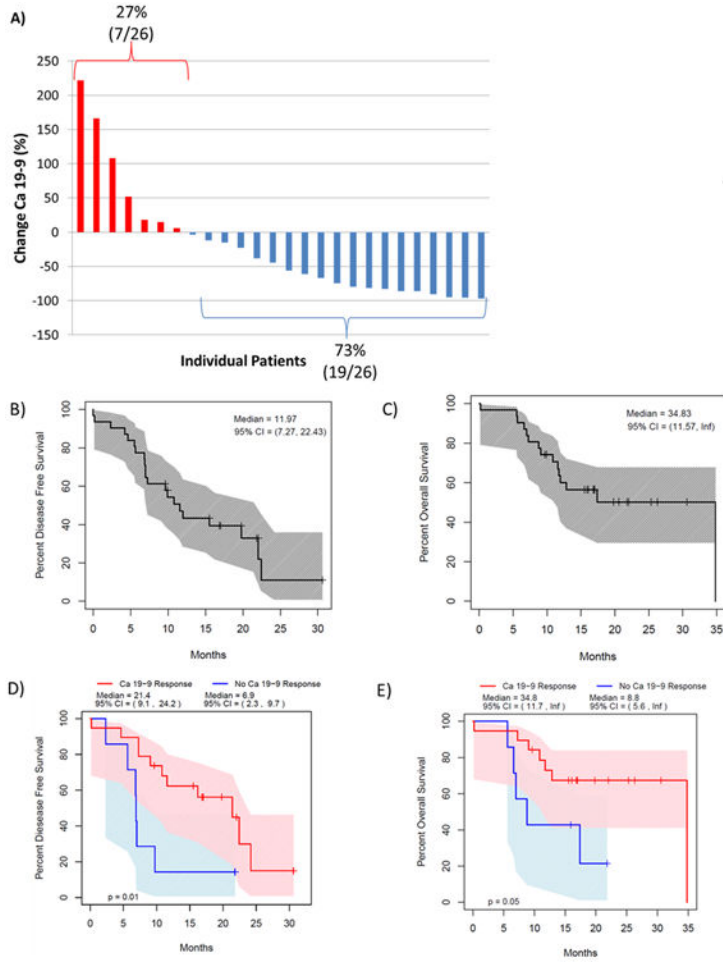 A)
27%
(7/26)
250
200
150
100
50
0
-50
-100
-150
Change Ca 19-9 (%)
Individual Patients
73%
(19/26)
B)
Median = 11.97
95% CI = (7.27, 22.43)
100
80
60
40
20
0
Percent Disease Free Survival
0 5 10 15 20 25 30
Months
C)
Median = 34.83
95% CI = (11.57, Inf)
100
80
60
40
20
0
Percent Overall Survival
0 5 10 15 20 25 30 35
Months
D)
Ca 19-9 Response No Ca 19-9 Response
Median = 21.4 Median = 6.9
95% CI = ( 9.1 , 24.2 ) 95% CI = ( 2.3 , 9.7 )
100
80
60
40
20
0
Percent Diesease Free Survival
p = 0.01
0 5 10 15 20 25 30
Months
E)
Ca 19-9 Response No Ca 19-9 Response
Median = 34.8 Median = 8.8
95% CI = ( 11.7 , Inf ) 95% CI = ( 5.6 , Inf )
100
80
60
40
20
0
Percent Overall Survival
p = 0.05
0 5 10 15 20 25 30 35
Months